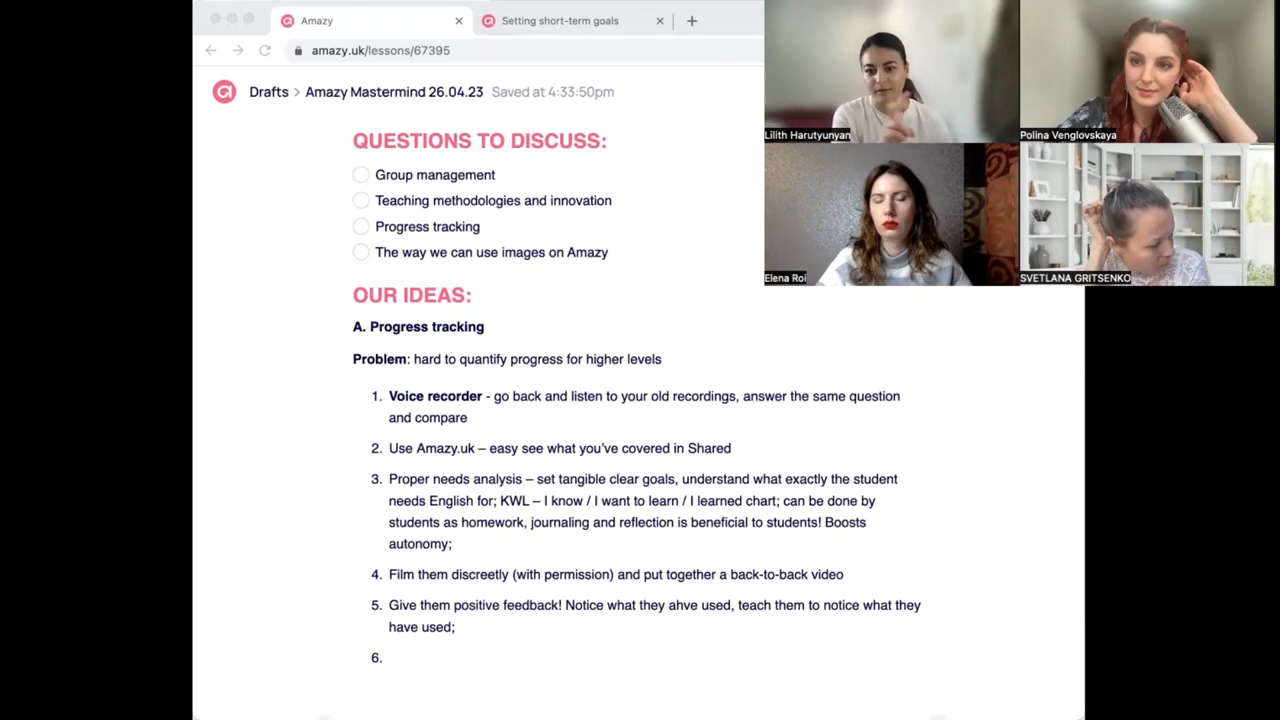 Amazy
Setting short-term goals
amazy.uk/lessons/67395
Drafts > Amazy Mastermind 26.04.23 Saved at 4:33:50pm
QUESTIONS TO DISCUSS:
Group management
Teaching methodologies and innovation
Progress tracking
The way we can use images on Amazy
OUR IDEAS:
A. Progress tracking
Problem: hard to quantify progress for higher levels
1. Voice recorder - go back and listen to your old recordings, answer the same question
and compare
2. Use Amazy.uk – easy see what you’ve covered in Shared
3. Proper needs analysis – set tangible clear goals, understand what exactly the student
needs English for; KWL – I know / I want to learn / I learned chart; can be done by
students as homework, journaling and reflection is beneficial to students! Boosts
autonomy;
4. Film them discreetly (with permission) and put together a back-to-back video
5. Give them positive feedback! Notice what they ahve used, teach them to notice what they
have used;
6.
Lilith Harutyunyan
Polina Venglovskaya
Elena Roi
SVETLANA GRITSENKO